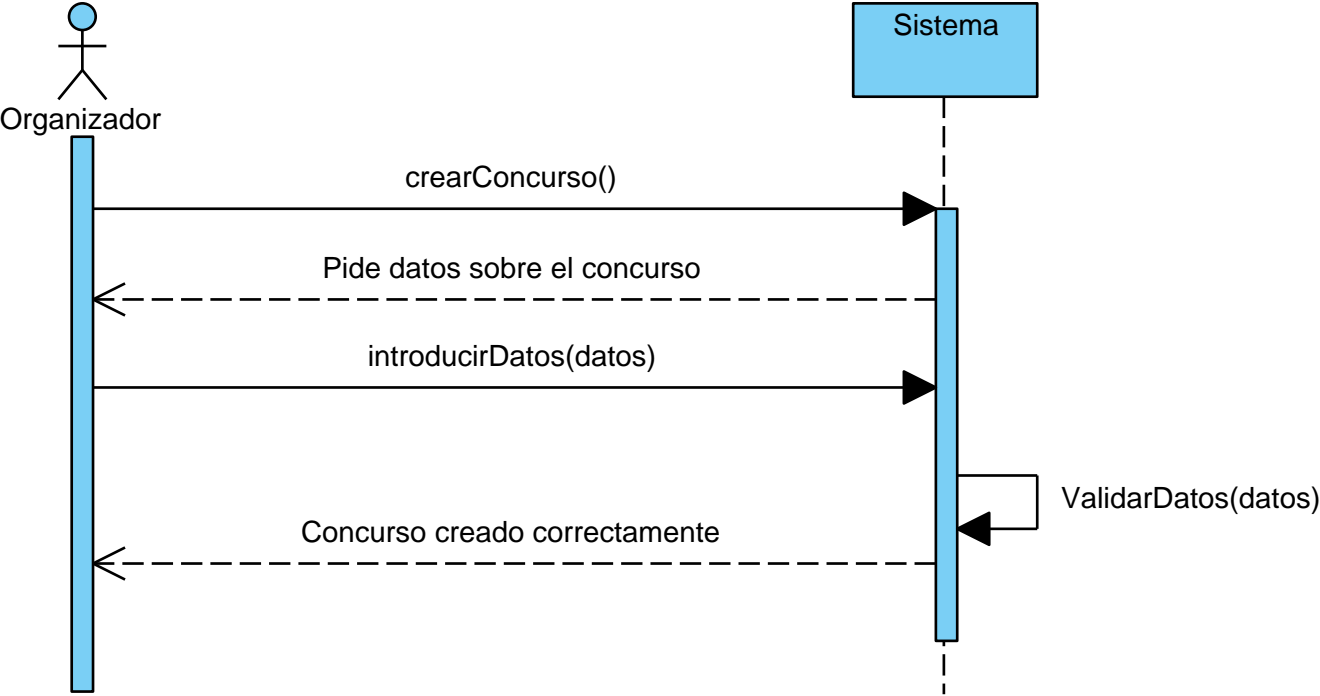 Sistema
Organizador
crearConcurso()
Pide datos sobre el concurso
introducirDatos(datos)
ValidarDatos(datos)
Concurso creado correctamente